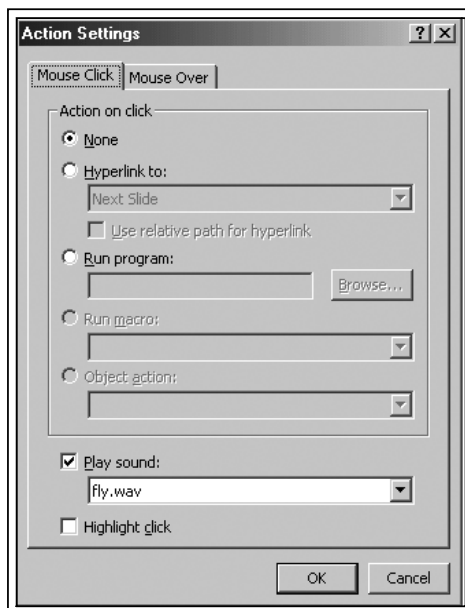 Action Settings
Mouse Click Mouse Over
Action on click
None
Hyperlink to:
Next Slide
Use relative path for hyperlink
Run program:
Browse...
Run macro:
Object action:
Play sound:
fly.wav
Highlight click
OK Cancel